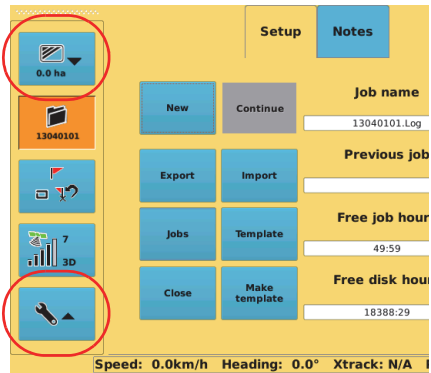 Setup
Notes
0.0 ha
13040101
7
3D
New
Continue
Export
Import
Jobs
Template
Close
Make
template
Job name
13040101.Log
Previous job
Free job hour
49:59
Free disk hour
18388:29
Speed: 0.0km/h Heading: 0.0° Xtrack: N/A